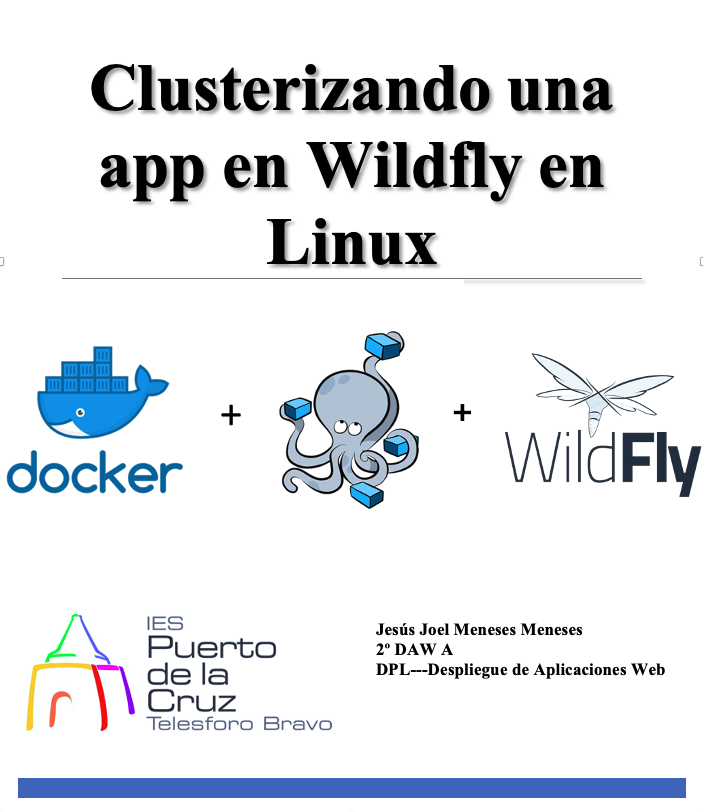 Clusterizando una
app en Wildfly en
Linux
docker
+
+
WildFly
IES
Puerto
de la
Cruz
Telesforo Bravo
Jesús Joel Meneses Meneses
2º DAW A
DPL---Despliegue de Aplicaciones Web